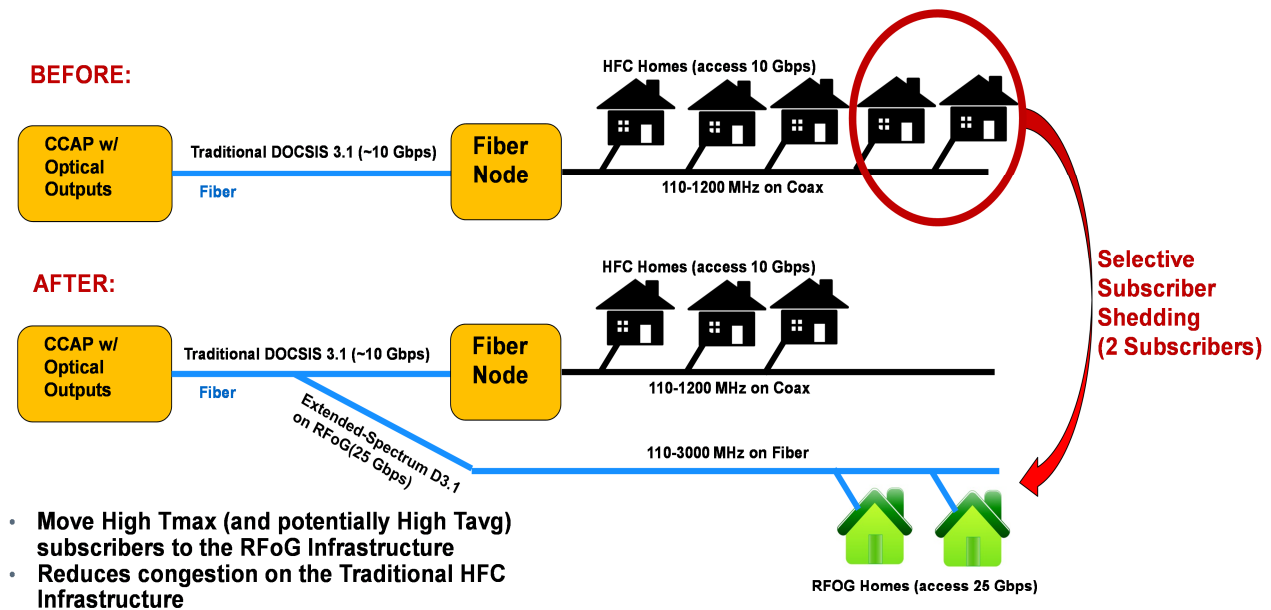 BEFORE:
HFC Homes (access 10 Gbps)
CCAP w/
Optical
Outputs
Traditional DOCSIS 3.1 (~10 Gbps)
Fiber
Fiber
Node
110-1200 MHz on Coax
Selective
Subscriber
Shedding
(2 Subscribers)
AFTER:
HFC Homes (access 10 Gbps)
CCAP w/
Optical
Outputs
Traditional DOCSIS 3.1 (~10 Gbps)
Fiber
Fiber
Node
110-1200 MHz on Coax
Extended-Spectrum D3.1
on RFoG(25 Gbps)
110-3000 MHz on Fiber
RFOG Homes (access 25 Gbps)
• Move High Tmax (and potentially High Tavg)
subscribers to the RFoG Infrastructure
• Reduces congestion on the Traditional HFC
Infrastructure